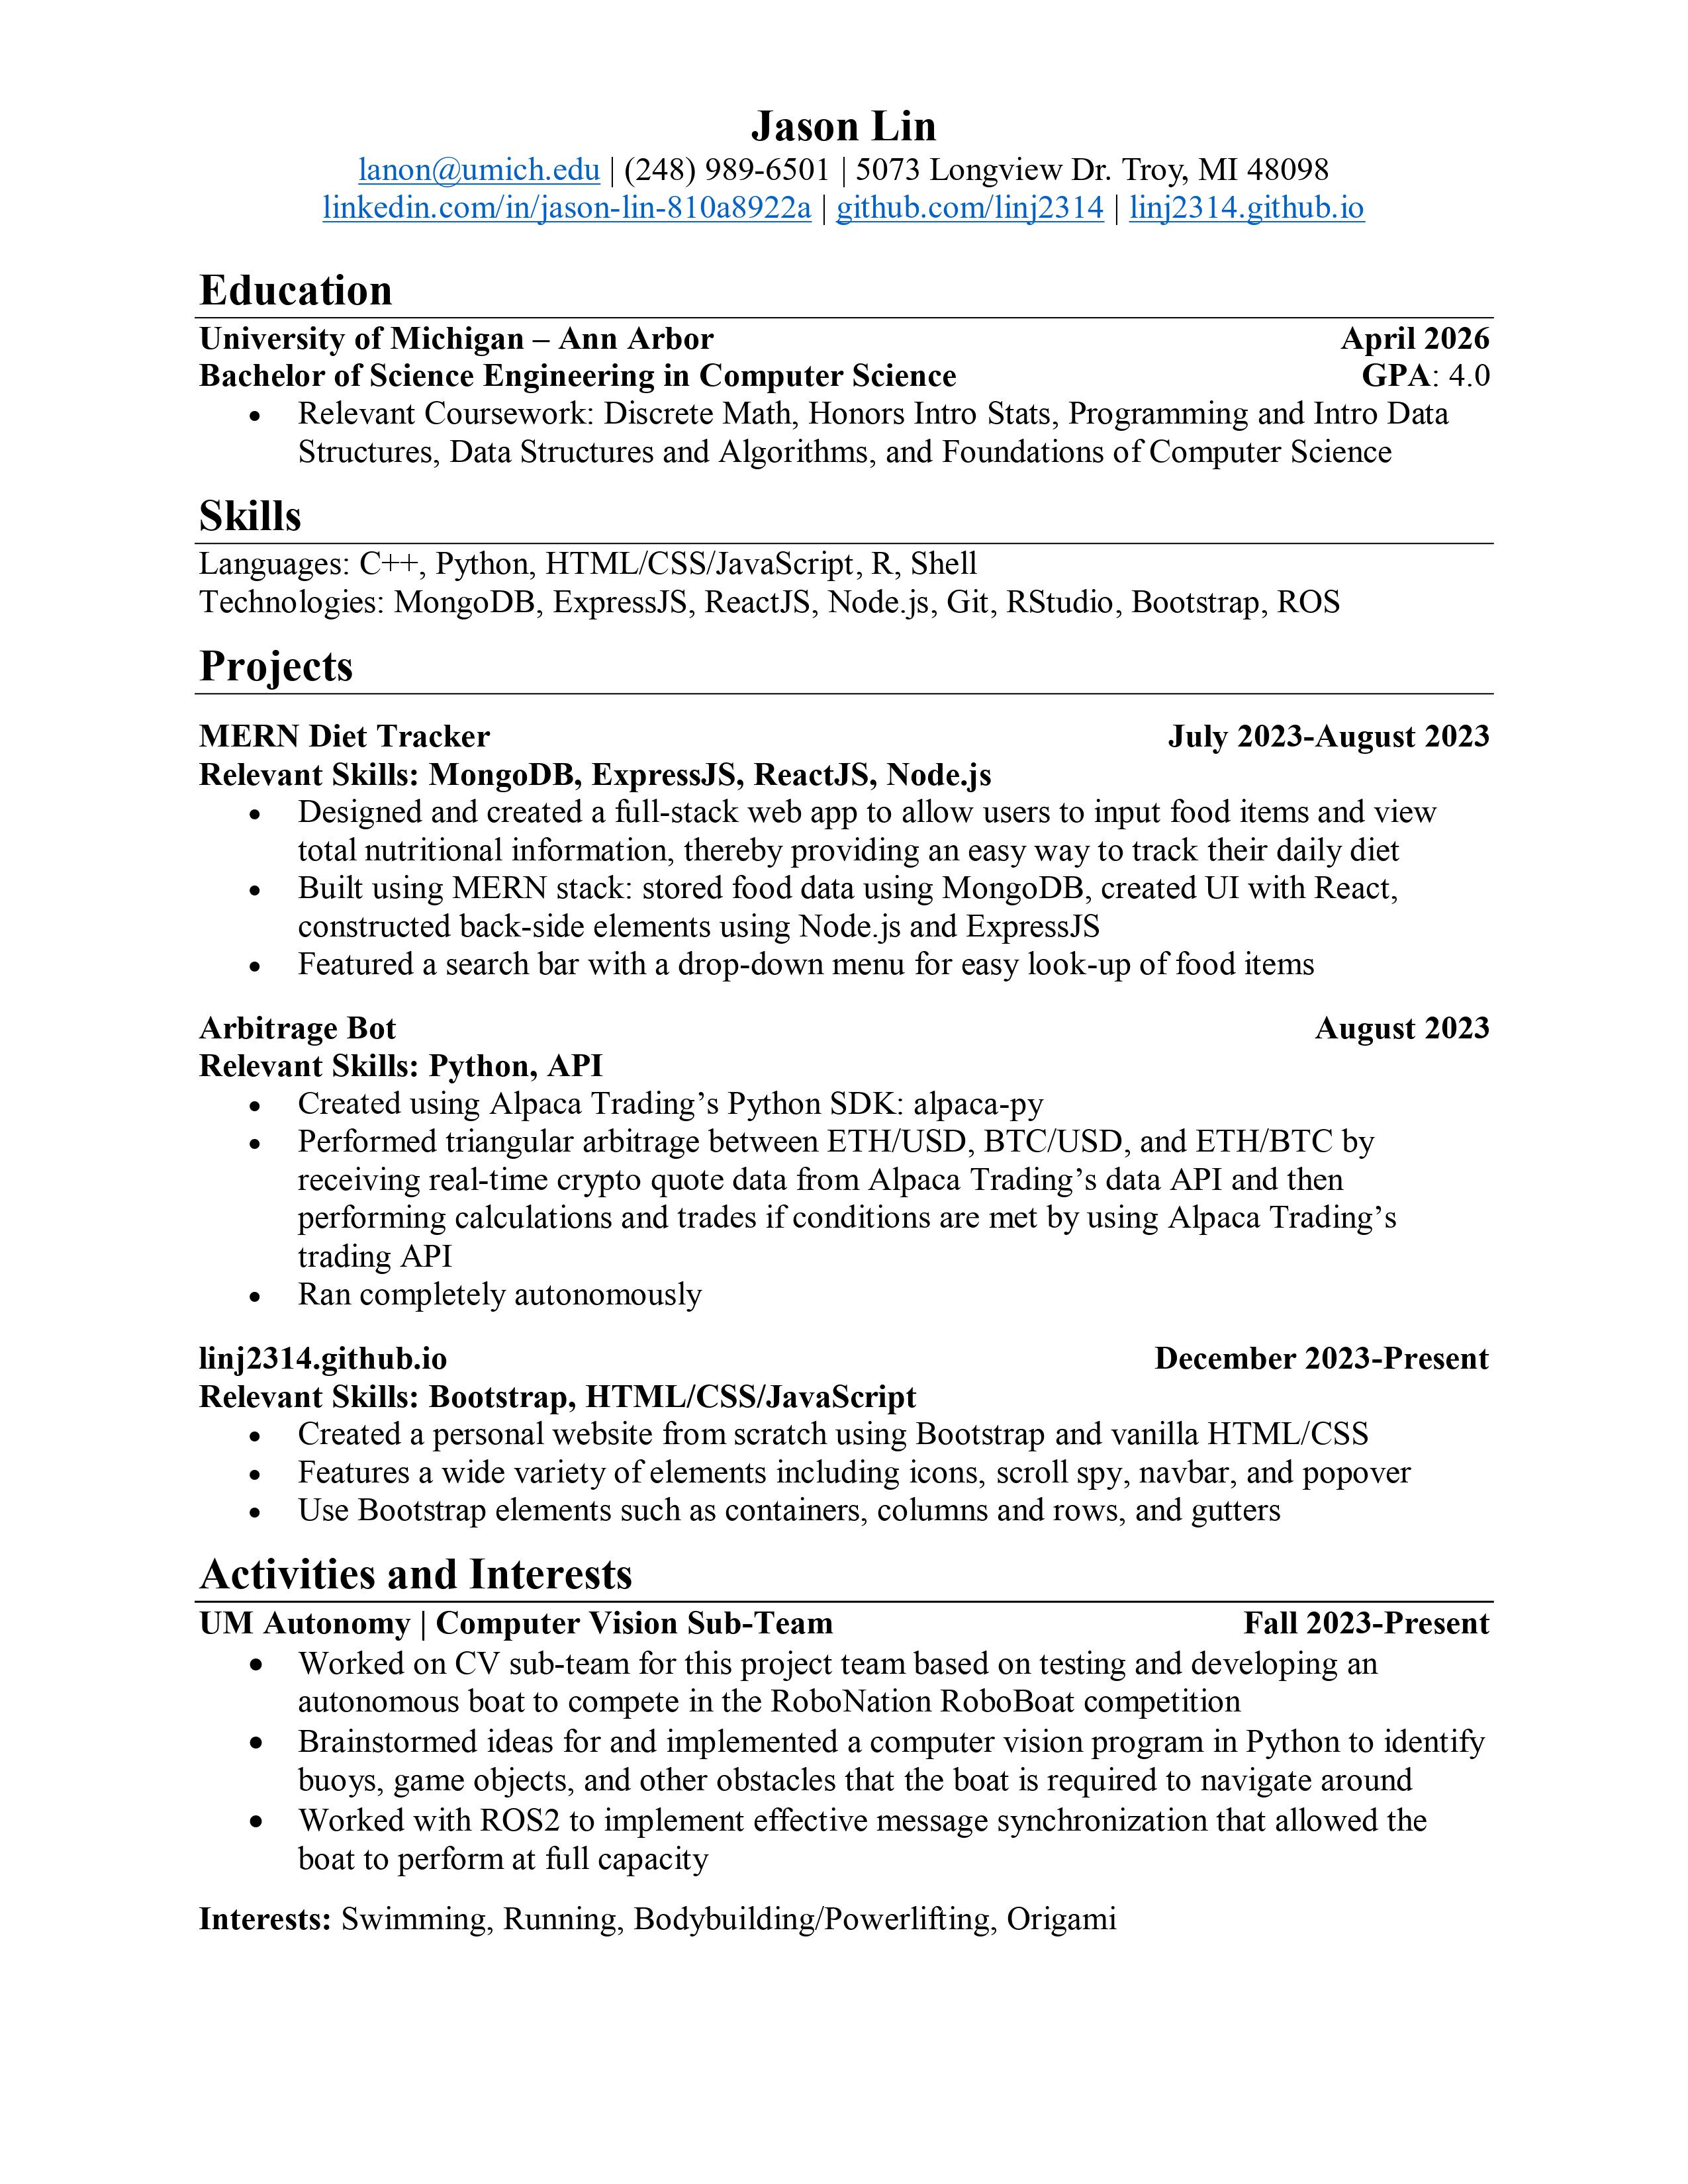 Jason Lin
lanon@umich.edu | (248) 989-6501 | 5073 Longview Dr. Troy, MI 48098
linkedin.com/in/jason-lin-810a8922a | github.com/linj2314 | linj2314.github.io
Education
University of Michigan – Ann Arbor April 2026
Bachelor of Science Engineering in Computer Science GPA: 4.0
• Relevant Coursework: Discrete Math, Honors Intro Stats, Programming and Intro Data
Structures, Data Structures and Algorithms, and Foundations of Computer Science
Skills
Languages: C++, Python, HTML/CSS/JavaScript, R, Shell
Technologies: MongoDB, ExpressJS, ReactJS, Node.js, Git, RStudio, Bootstrap, ROS
Projects
MERN Diet Tracker July 2023-August 2023
Relevant Skills: MongoDB, ExpressJS, ReactJS, Node.js
• Designed and created a full-stack web app to allow users to input food items and view
total nutritional information, thereby providing an easy way to track their daily diet
• Built using MERN stack: stored food data using MongoDB, created UI with React,
constructed back-side elements using Node.js and ExpressJS
• Featured a search bar with a drop-down menu for easy look-up of food items
Arbitrage Bot August 2023
Relevant Skills: Python, API
• Created using Alpaca Trading’s Python SDK: alpaca-py
• Performed triangular arbitrage between ETH/USD, BTC/USD, and ETH/BTC by
receiving real-time crypto quote data from Alpaca Trading’s data API and then
performing calculations and trades if conditions are met by using Alpaca Trading’s
trading API
• Ran completely autonomously
linj2314.github.io December 2023-Present
Relevant Skills: Bootstrap, HTML/CSS/JavaScript
• Created a personal website from scratch using Bootstrap and vanilla HTML/CSS
• Features a wide variety of elements including icons, scroll spy, navbar, and popover
• Use Bootstrap elements such as containers, columns and rows, and gutters
Activities and Interests
UM Autonomy | Computer Vision Sub-Team Fall 2023-Present
• Worked on CV sub-team for this project team based on testing and developing an
autonomous boat to compete in the RoboNation RoboBoat competition
• Brainstormed ideas for and implemented a computer vision program in Python to identify
buoys, game objects, and other obstacles that the boat is required to navigate around
• Worked with ROS2 to implement effective message synchronization that allowed the
boat to perform at full capacity
Interests: Swimming, Running, Bodybuilding/Powerlifting, Origami